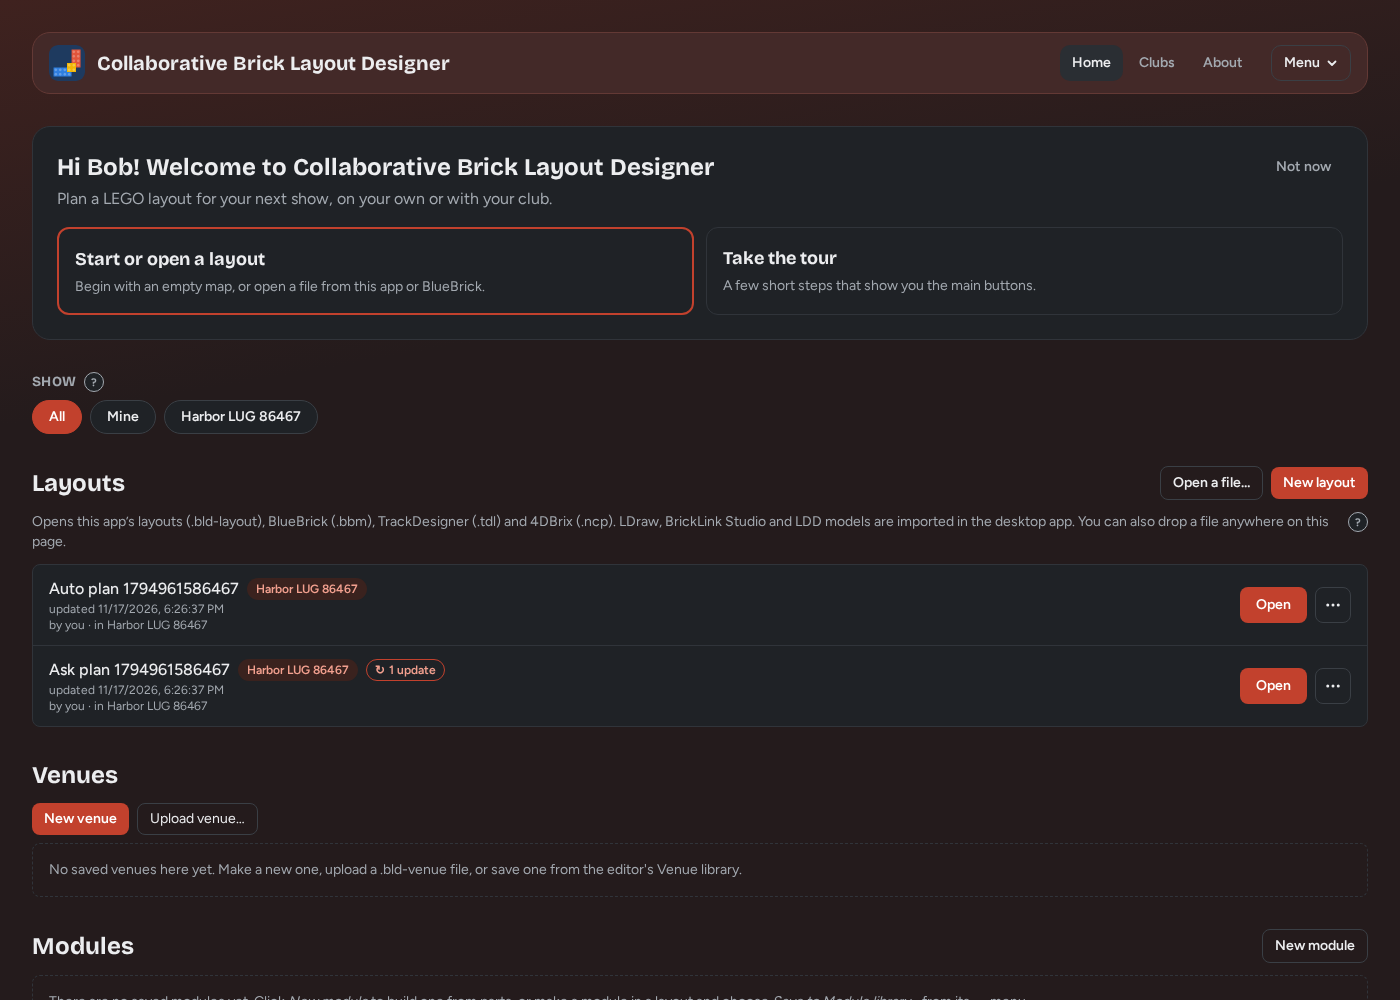 Collaborative Brick Layout Designer
Home
Clubs
About
Menu
Hi Bob! Welcome to Collaborative Brick Layout Designer
Not now
Plan a LEGO layout for your next show, on your own or with your club.
Start or open a layout
Begin with an empty map, or open a file from this app or BlueBrick.
Take the tour
A few short steps that show you the main buttons.
SHOW ?
All
Mine
Harbor LUG 86467
Layouts
Open a file...
New layout
Opens this app's layouts (.bld-layout), BlueBrick (.bbm), TrackDesigner (.tdl) and 4DBrix (.ncp). LDraw, BrickLink Studio and LDD models are imported in the desktop app. You can also drop a file anywhere on this
page.
?
Auto plan 1794961586467 Harbor LUG 86467
updated 11/17/2026, 6:26:37 PM
by you · in Harbor LUG 86467
Open
Ask plan 1794961586467 Harbor LUG 86467 ↻ 1 update
updated 11/17/2026, 6:26:37 PM
by you · in Harbor LUG 86467
Open
Venues
New venue
Upload venue...
No saved venues here yet. Make a new one, upload a .bld-venue file, or save one from the editor's Venue library.
Modules
New module